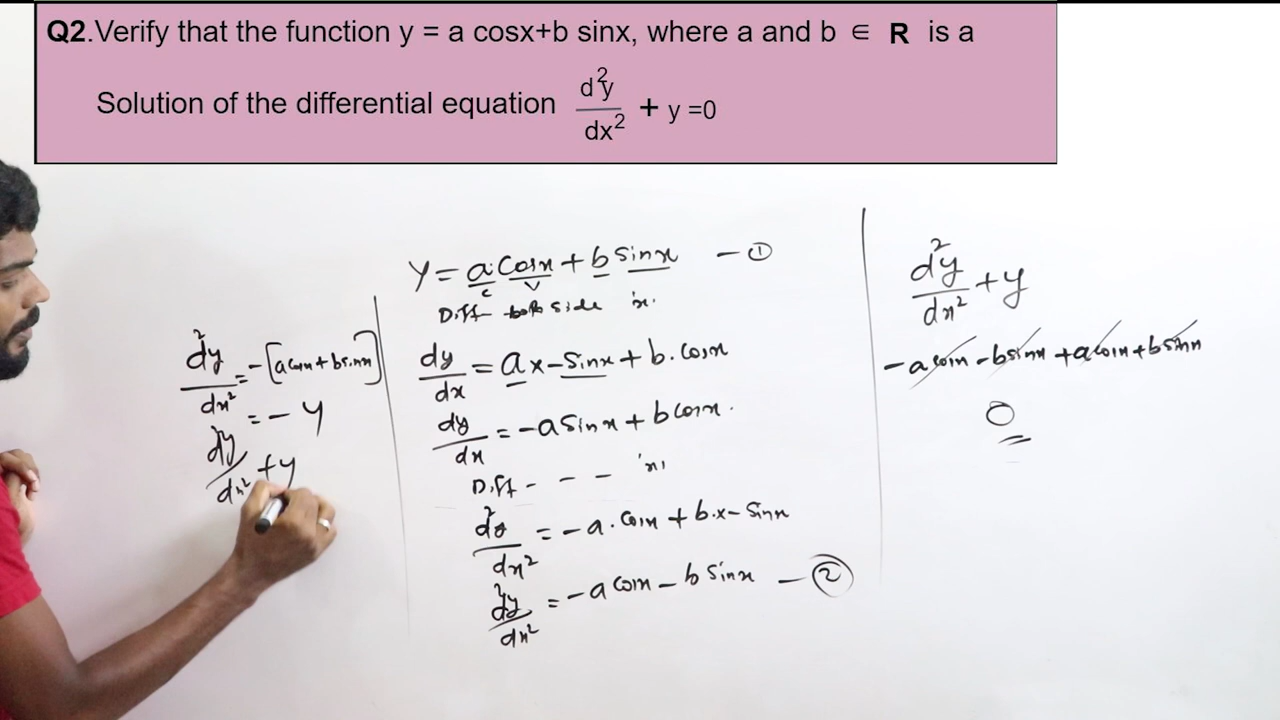 Q2.Verify that the function y = a cosx+b sinx, where a and b ∈ R is a
Solution of the differential equation d²y/dx² + y =0
y = a cosx + b sinx — ①
c v
Diff both side 'x'.
dy/dx = a x - sinx + b . cosx
dy/dx = -a sinx + b cosx .
Diff - - - 'x'
d²y/dx² = - a . cosx + b . x - sinx
d²y/dx² = - a cosx - b sinx — ②
d²y/dx² + y
- a cosx - b sinx + a cosx + b sinx
0
d²y/dx² = - [a cosx + b sinx]
= - y
d²y/dx² + y